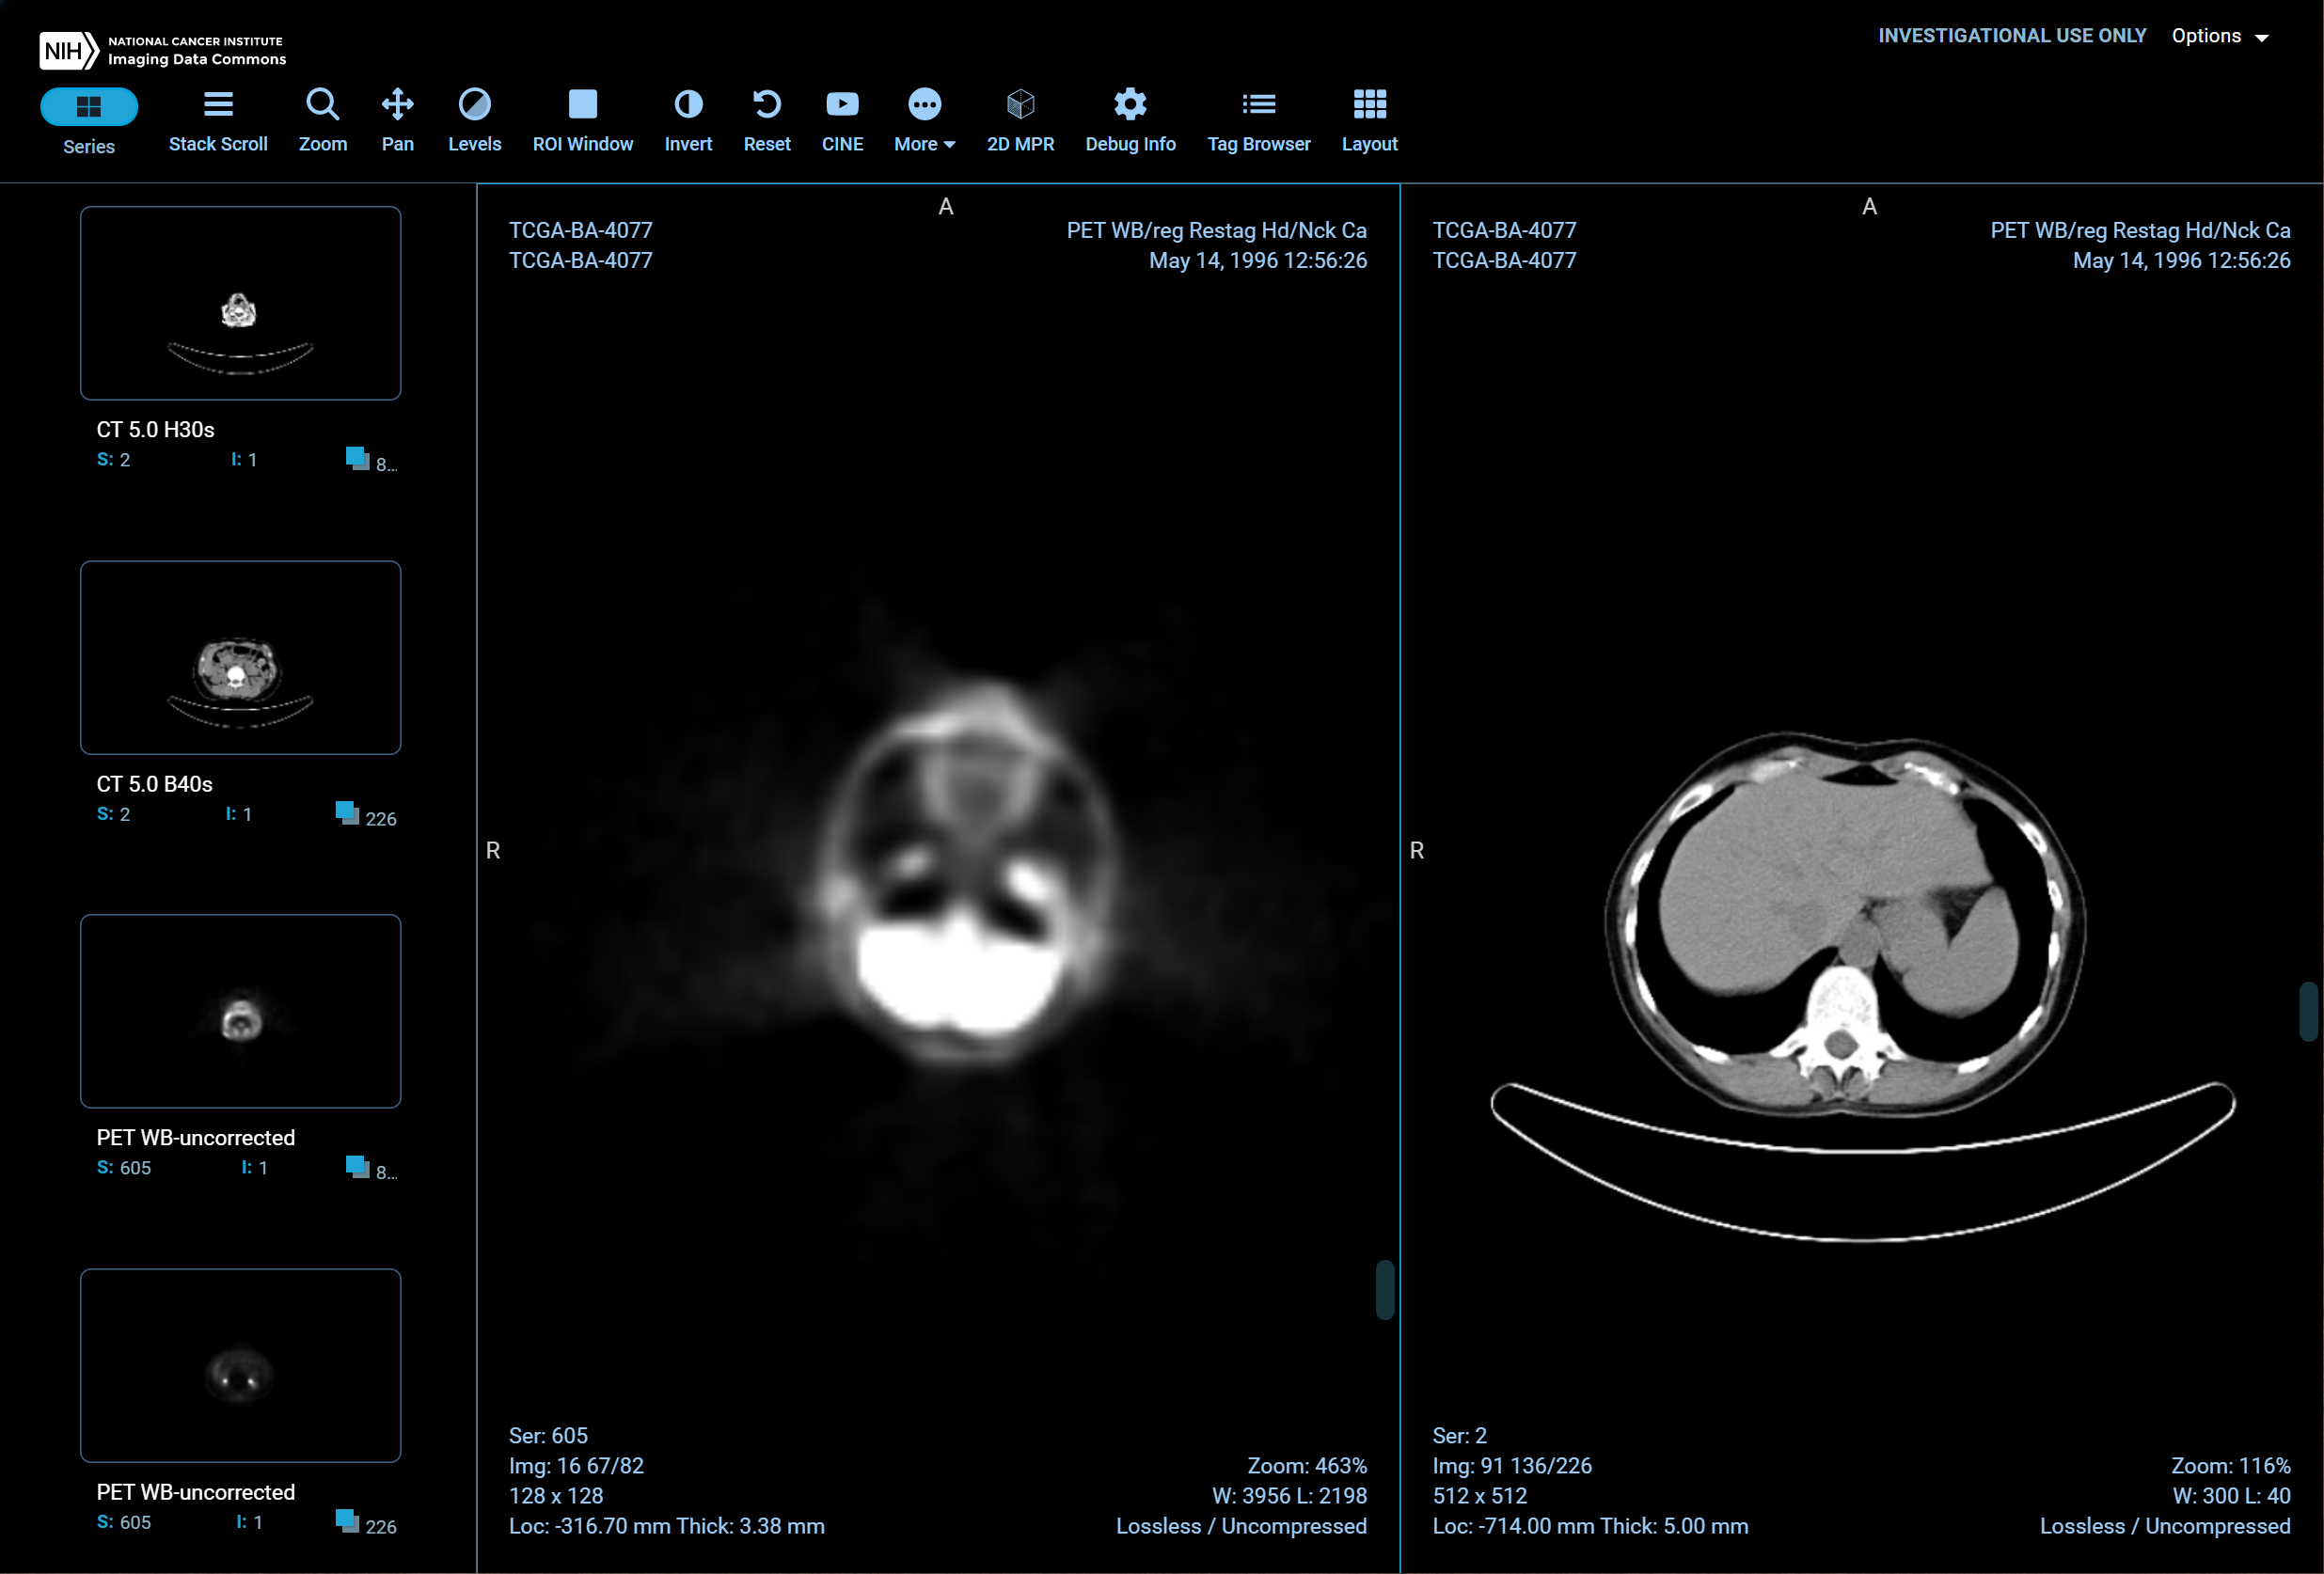 NIH NATIONAL CANCER INSTITUTE
Imaging Data Commons
INVESTIGATIONAL USE ONLY Options
Series Stack Scroll Zoom Pan Levels ROI Window Invert Reset CINE More 2D MPR Debug Info Tag Browser Layout
CT 5.0 H30s
S: 2 I: 1 8...
CT 5.0 B40s
S: 2 I: 1 226
PET WB-uncorrected
S: 605 I: 1 8...
PET WB-uncorrected
S: 605 I: 1 226
A
TCGA-BA-4077 PET WB/reg Restag Hd/Nck Ca
TCGA-BA-4077 May 14, 1996 12:56:26
R
Ser: 605
Img: 16 67/82 Zoom: 463%
128 x 128 W: 3956 L: 2198
Loc: -316.70 mm Thick: 3.38 mm Lossless / Uncompressed
A
TCGA-BA-4077 PET WB/reg Restag Hd/Nck Ca
TCGA-BA-4077 May 14, 1996 12:56:26
R
Ser: 2
Img: 91 136/226 Zoom: 116%
512 x 512 W: 300 L: 40
Loc: -714.00 mm Thick: 5.00 mm Lossless / Uncompressed